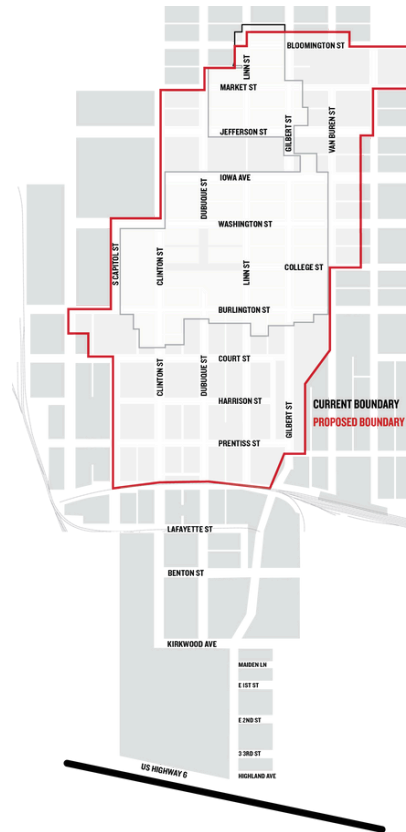 BLOOMINGTON ST
LINN ST
MARKET ST
JEFFERSON ST
GILBERT ST
VAN BUREN ST
IOWA AVE
DUBUQUE ST
WASHINGTON ST
S CAPITOL ST
CLINTON ST
LINN ST
COLLEGE ST
BURLINGTON ST
COURT ST
CLINTON ST
DUBUQUE ST
HARRISON ST
GILBERT ST
CURRENT BOUNDARY
PROPOSED BOUNDARY
PRENTISS ST
LAFAYETTE ST
BENTON ST
KIRKWOOD AVE
MAIDEN LN
E 1ST ST
E 2ND ST
3 3RD ST
US HIGHWAY 6
HIGHLAND AVE